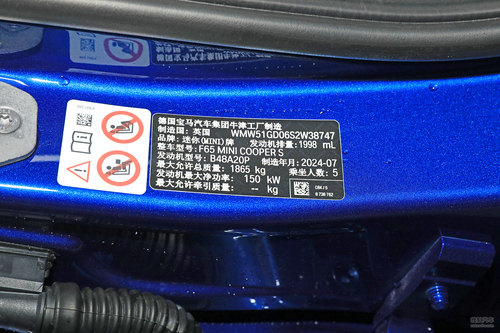 德国宝马汽车集团牛津工厂制造
制造国：英国 WMW51GD06S2W38747
品牌：迷你(MINI)牌 发动机排量：1998 mL
整车型号：F65 MINI COOPER S
发动机型号：B48A20P 制造年月：2024-07
最大允许总质量：1865 kg 乘坐人数：5
发动机最大净功率：150 kW
最大允许牵引质量：-- kg